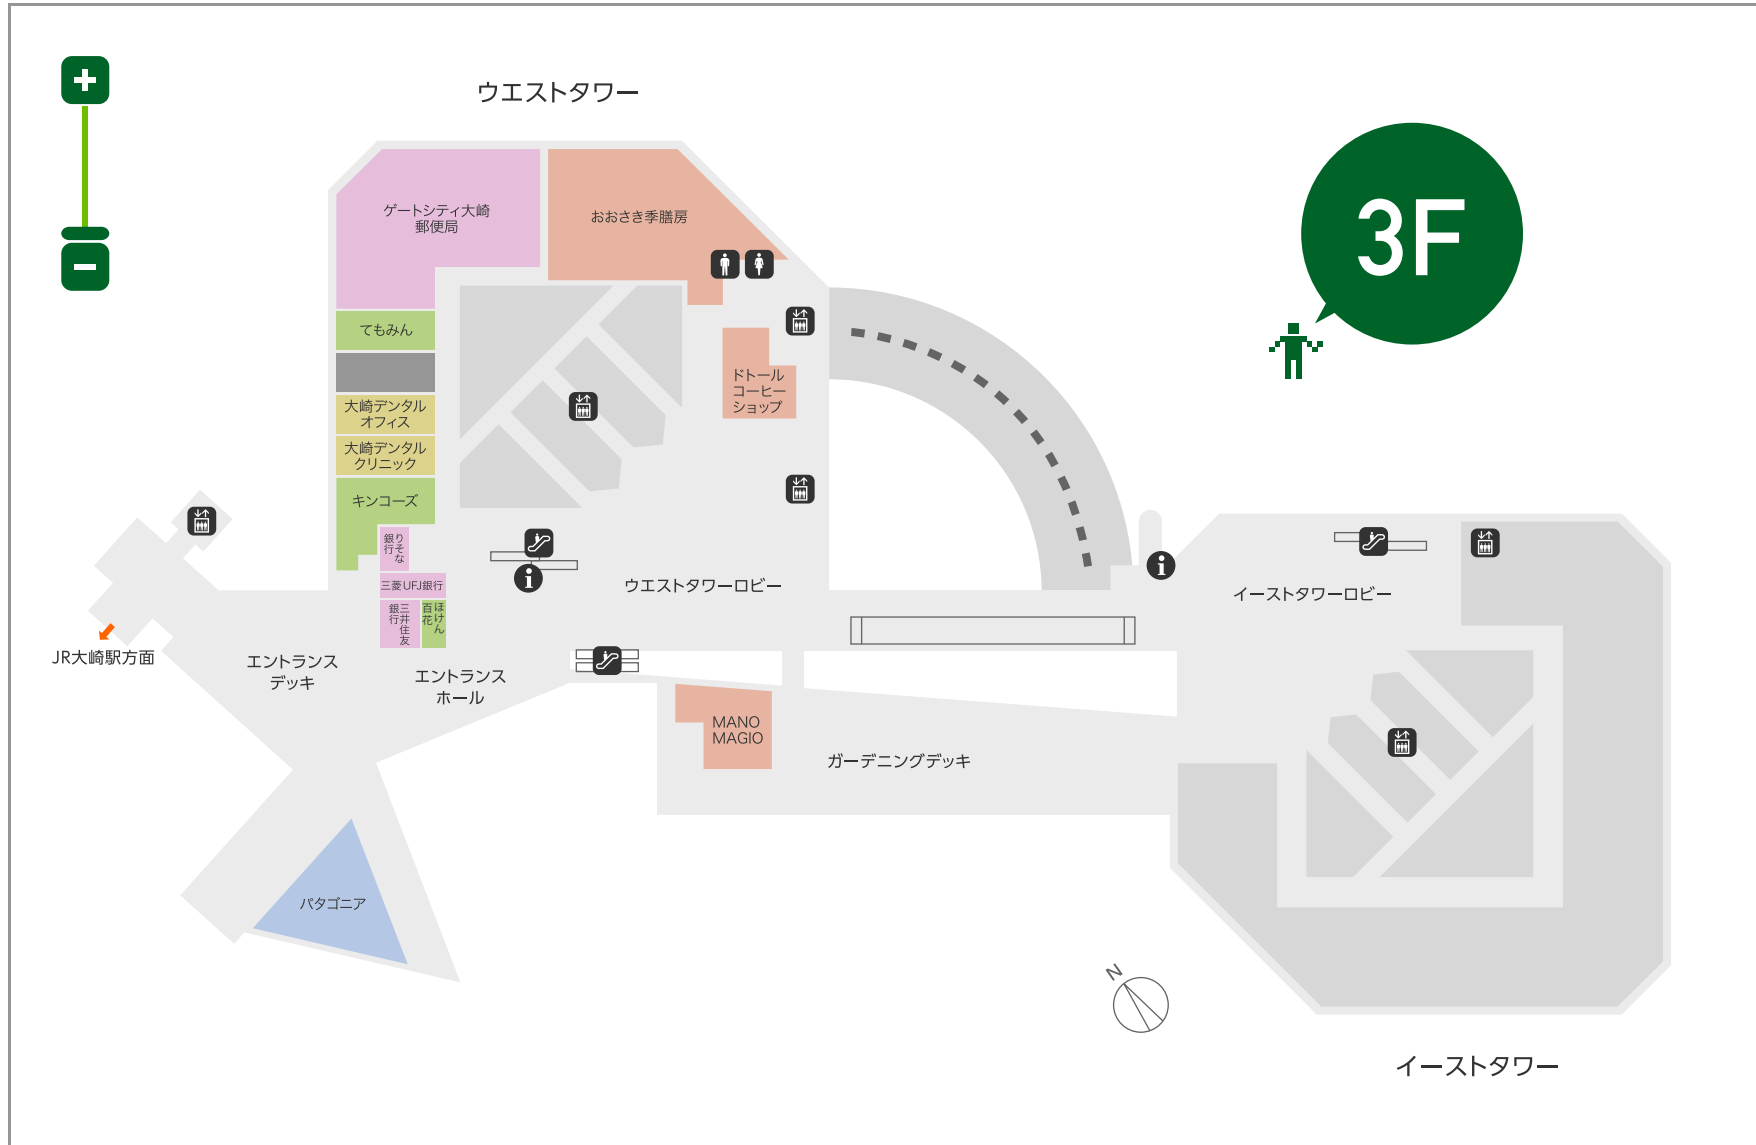 ウエストタワー
3F
ゲートシティ大崎
郵便局
おおさき季膳房
てもみん
ドトール
コーヒー
ショップ
大崎デンタル
オフィス
大崎デンタル
クリニック
キンコーズ
りそな
銀行
三菱UFJ銀行
三井住友
銀行
ほけん
百花
ウエストタワーロビー
イーストタワーロビー
JR大崎駅方面
エントランス
デッキ
エントランス
ホール
MANO
MAGIO
ガーデニングデッキ
パタゴニア
N
イーストタワー